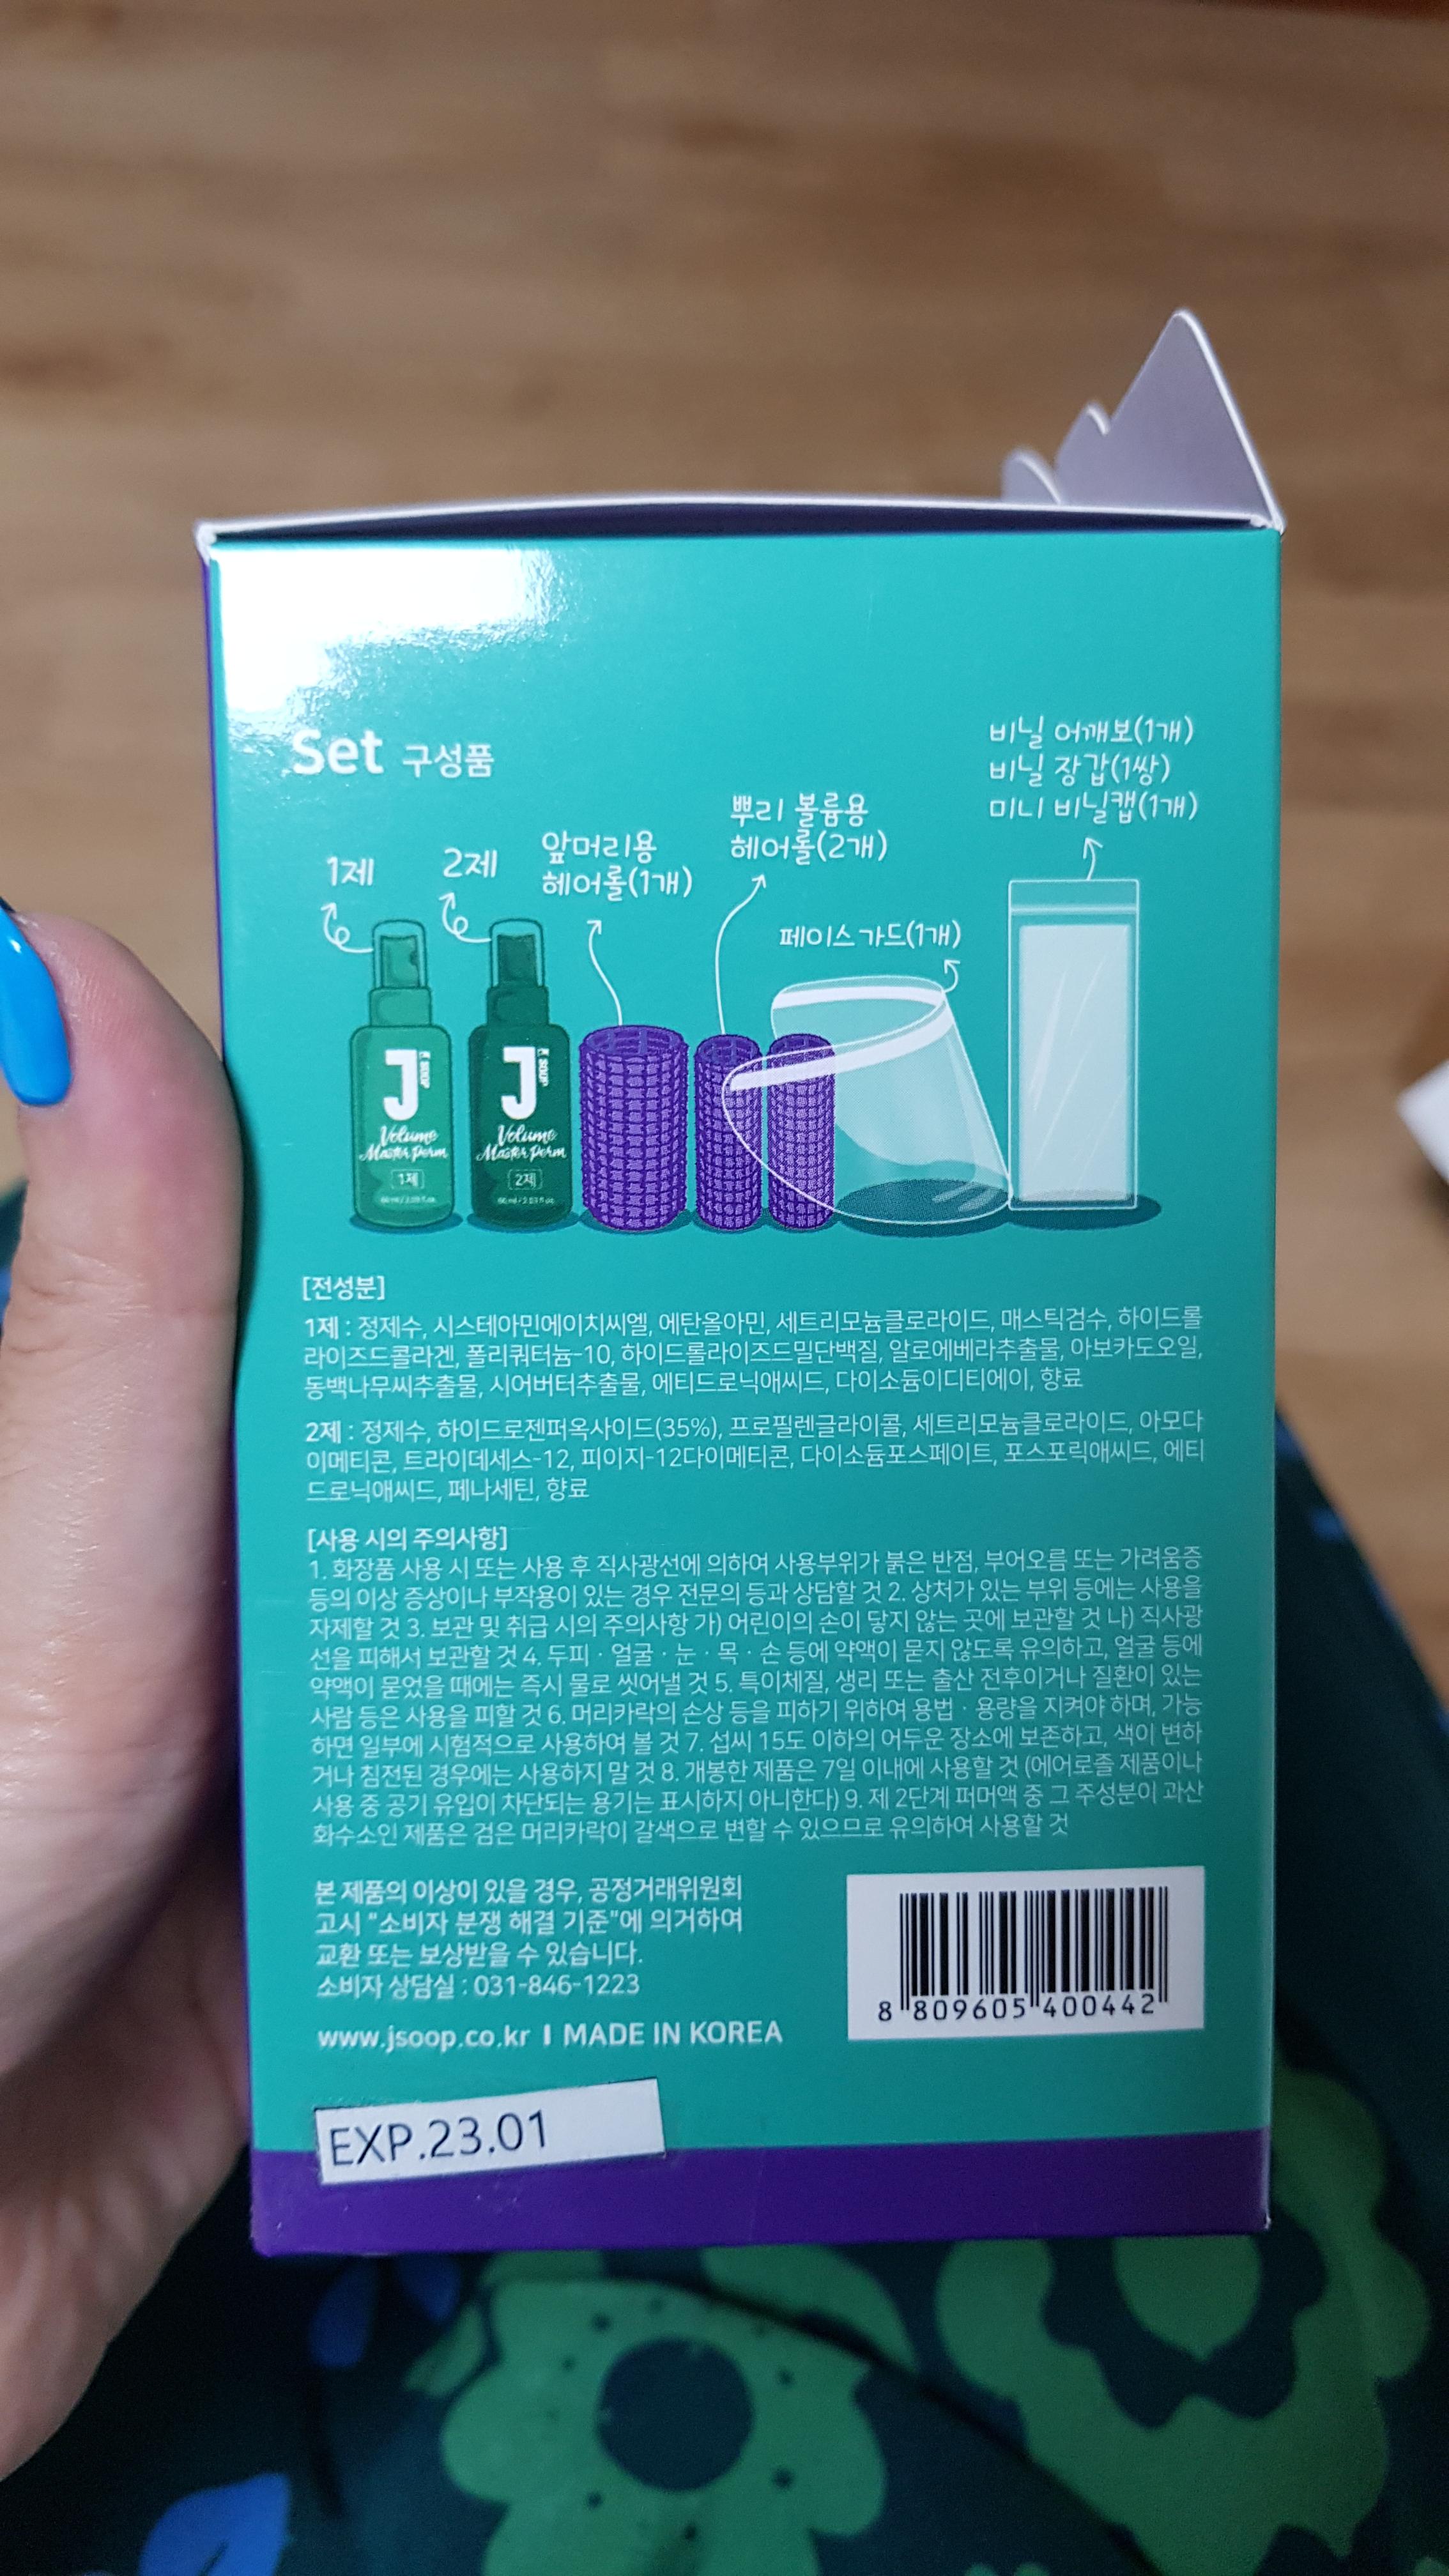 Set 구성품
비닐 어깨보(1개)
비닐 장갑(1쌍)
미니 비닐캡(1개)
뿌리 볼륨용
헤어롤(2개)
앞머리용
헤어롤(1개)
1제
2제
페이스가드(1개)
J SOOP
Volume
Master Perm
1제
60 ml / 2.03 fl.oz.
J SOOP
Volume
Master Perm
2제
60 ml / 2.03 fl.oz.
[전성분]
1제 : 정제수, 시스테아민에이치씨엘, 에탄올아민, 세트리모늄클로라이드, 매스틱검수, 하이드롤
라이즈드콜라겐, 폴리쿼터늄-10, 하이드롤라이즈드밀단백질, 알로에베라추출물, 아보카도오일,
동백나무씨추출물, 시어버터추출물, 에티드로닉애씨드, 다이소듐이디티에이, 향료
2제 : 정제수, 하이드로젠퍼옥사이드(35%), 프로필렌글라이콜, 세트리모늄클로라이드, 아모다
이메티콘, 트라이데세스-12, 피이지-12다이메티콘, 다이소듐포스페이트, 포스포릭애씨드, 에티
드로닉애씨드, 페나세틴, 향료
[사용 시의 주의사항]
1. 화장품 사용 시 또는 사용 후 직사광선에 의하여 사용부위가 붉은 반점, 부어오름 또는 가려움증
등의 이상 증상이나 부작용이 있는 경우 전문의 등과 상담할 것 2. 상처가 있는 부위 등에는 사용을
자제할 것 3. 보관 및 취급 시의 주의사항 가) 어린이의 손이 닿지 않는 곳에 보관할 것 나) 직사광
선을 피해서 보관할 것 4. 두피 · 얼굴 · 눈 · 목 · 손 등에 약액이 묻지 않도록 유의하고, 얼굴 등에
약액이 묻었을 때에는 즉시 물로 씻어낼 것 5. 특이체질, 생리 또는 출산 전후이거나 질환이 있는
사람 등은 사용을 피할 것 6. 머리카락의 손상 등을 피하기 위하여 용법 · 용량을 지켜야 하며, 가능
하면 일부에 시험적으로 사용하여 볼 것 7. 섭씨 15도 이하의 어두운 장소에 보존하고, 색이 변하
거나 침전된 경우에는 사용하지 말 것 8. 개봉한 제품은 7일 이내에 사용할 것 (에어로졸 제품이나
사용 중 공기 유입이 차단되는 용기는 표시하지 아니한다) 9. 제 2단계 퍼머액 중 그 주성분이 과산
화수소인 제품은 검은 머리카락이 갈색으로 변할 수 있으므로 유의하여 사용할 것
본 제품의 이상이 있을 경우, 공정거래위원회
고시 "소비자 분쟁 해결 기준"에 의거하여
교환 또는 보상받을 수 있습니다.
소비자 상담실 : 031-846-1223
www.jsoop.co.kr I MADE IN KOREA
8 809605 400442
EXP.23.01